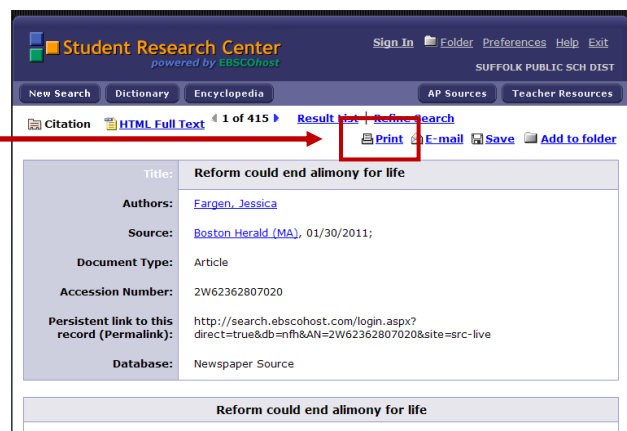 Student Research Center
powered by EBSCOhost
Sign In Folder Preferences Help Exit
SUFFOLK PUBLIC SCH DIST
New Search Dictionary Encyclopedia AP Sources Teacher Resources
Citation HTML Full Text 1 of 415 Result List | Refine Search
Print E-mail Save Add to folder
Title: Reform could end alimony for life
Authors: Fargen, Jessica
Source: Boston Herald (MA), 01/30/2011;
Document Type: Article
Accession Number: 2W62362807020
Persistent link to this record (Permalink): http://search.ebscohost.com/login.aspx?
direct=true&db=nfh&AN=2W62362807020&site=src-live
Database: Newspaper Source
Reform could end alimony for life